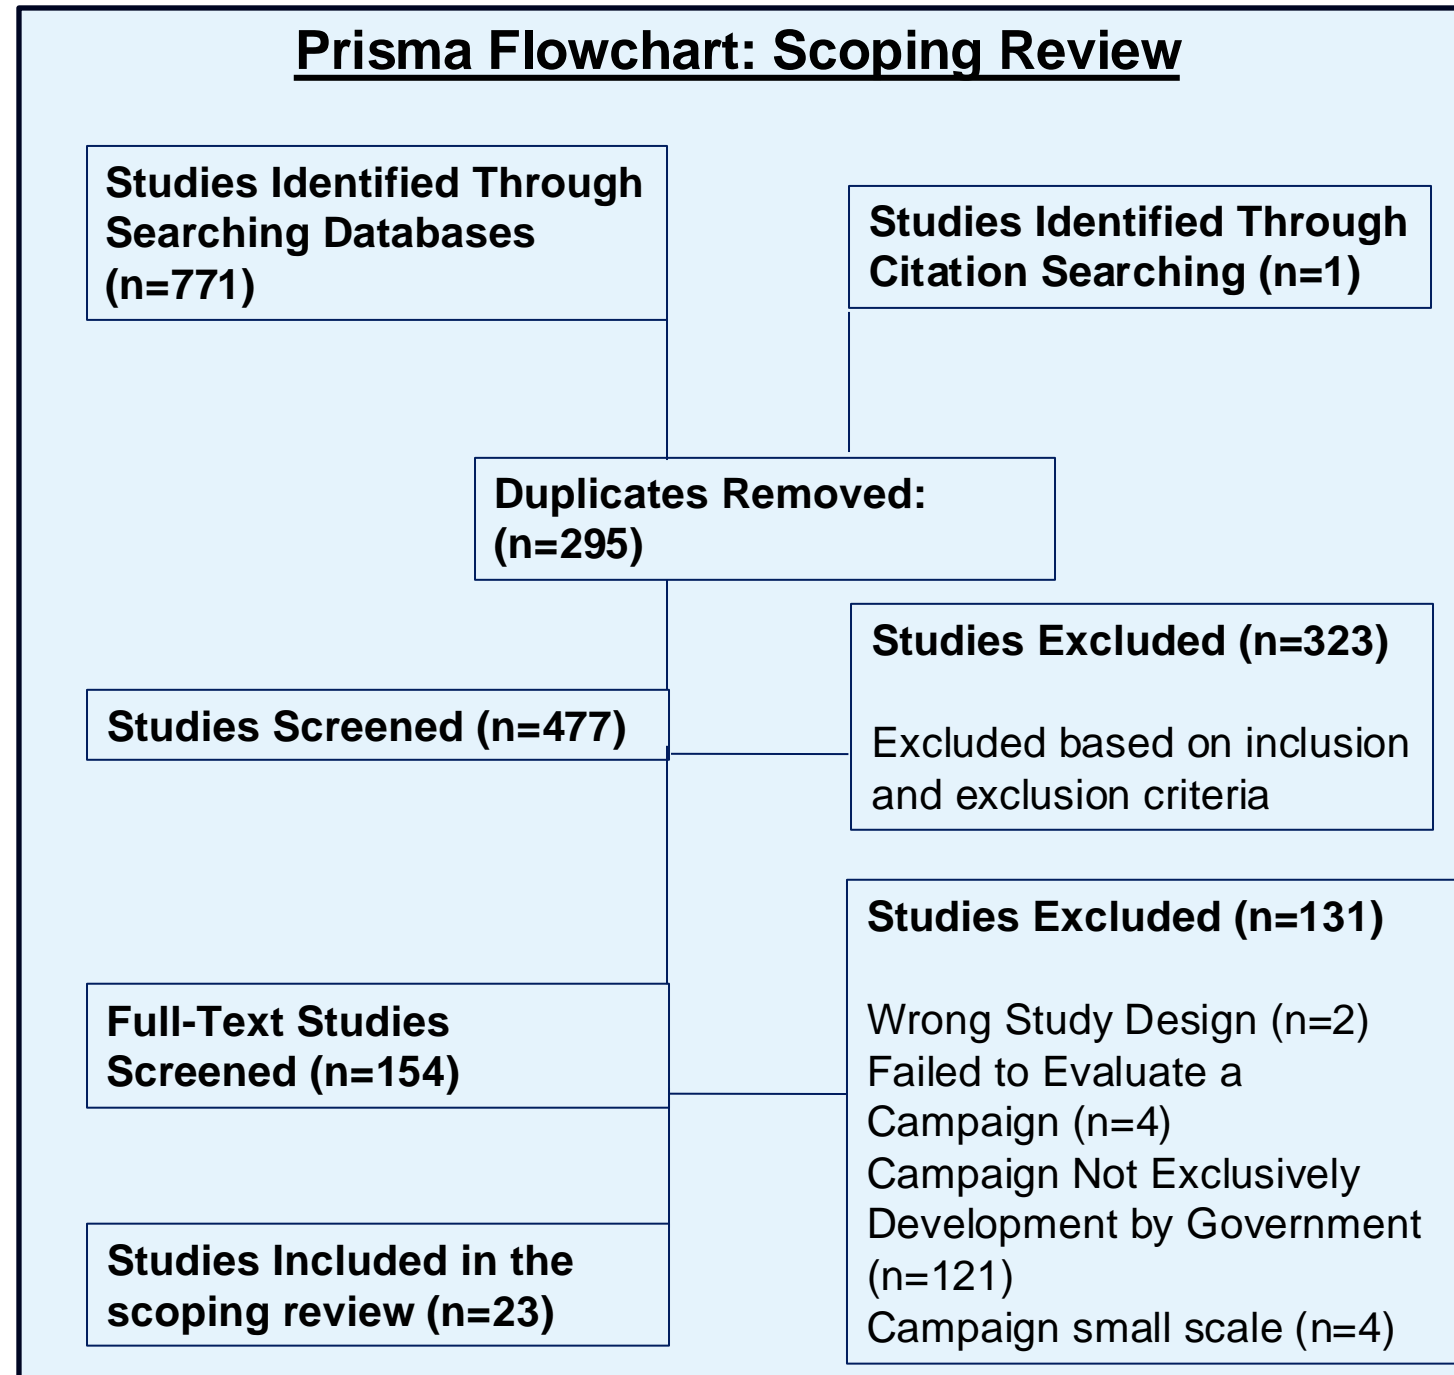 Prisma Flowchart: Scoping Review
Studies Identified Through
Searching Databases
(n=771)
Studies Identified Through
Citation Searching (n=1)
Duplicates Removed:
(n=295)
Studies Excluded (n=323)
Excluded based on inclusion
and exclusion criteria
Studies Screened (n=477)
Studies Excluded (n=131)
Wrong Study Design (n=2)
Failed to Evaluate a
Campaign (n=4)
Campaign Not Exclusively
Development by Government
(n=121)
Campaign small scale (n=4)
Full-Text Studies
Screened (n=154)
Studies Included in the
scoping review (n=23)